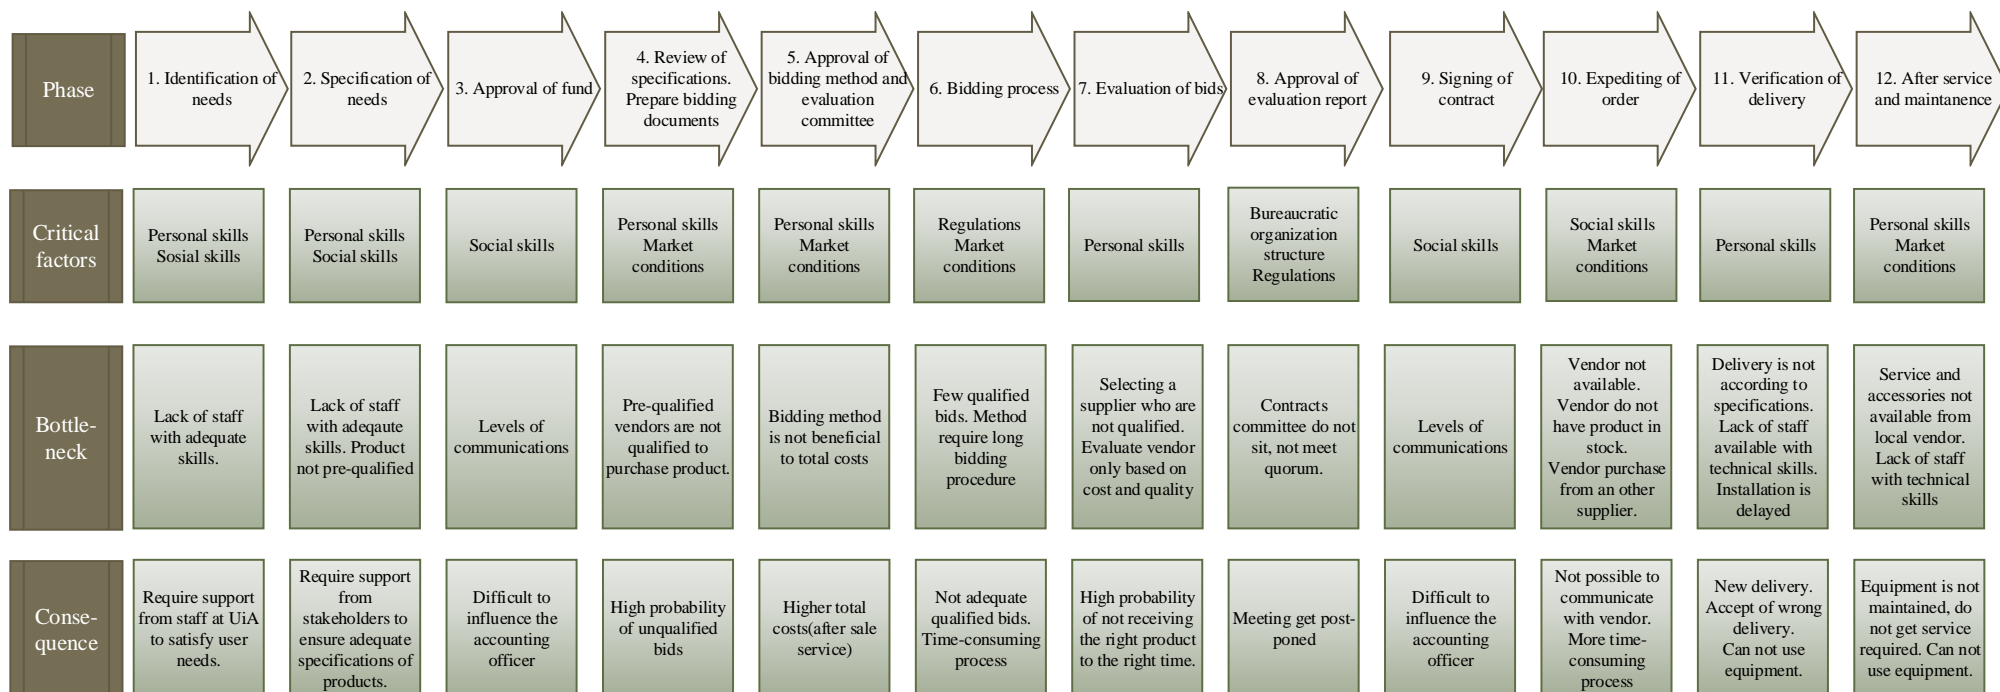 Phase
1. Identification of
needs
2. Specification of
needs
3. Approval of fund
4. Review of
specifications.
Prepare bidding
documents
5. Approval of
bidding method and
evaluation
committee
6. Bidding process
7. Evaluation of bids
8. Approval of
evaluation report
9. Signing of
contract
10. Expediting of
order
11. Verification of
delivery
12. After service
and maintanence
Critical
factors
Personal skills
Sosial skills
Personal skills
Social skills
Social skills
Personal skills
Market
conditions
Personal skills
Market
conditions
Regulations
Market
conditions
Personal skills
Bureaucratic
organization
structure
Regulations
Social skills
Social skills
Market
conditions
Personal skills
Personal skills
Market
conditions
Bottle-
neck
Lack of staff
with adequate
skills.
Lack of staff
with adeqaute
skills. Product
not pre-qualified
Levels of
communications
Pre-qualified
vendors are not
qualified to
purchase product.
Bidding method
is not beneficial
to total costs
Few qualified
bids. Method
require long
bidding
procedure
Selecting a
supplier who are
not qualified.
Evaluate vendor
only based on
cost and quality
Contracts
committee do not
sit, not meet
quorum.
Levels of
communications
Vendor not
available.
Vendor do not
have product in
stock.
Vendor purchase
from an other
supplier.
Delivery is not
according to
specifications.
Lack of staff
available with
technical skills.
Installation is
delayed
Service and
accessories not
available from
local vendor.
Lack of staff
with technical
skills
Conse-
quence
Require support
from staff at UiA
to satisfy user
needs.
Require support
from
stakeholders to
ensure adequate
specifications of
products.
Difficult to
influence the
accounting
officer
High probability
of unqualified
bids
Higher total
costs(after sale
service)
Not adequate
qualified bids.
Time-consuming
process
High probability
of not receiving
the right product
to the right time.
Meeting get post-
poned
Difficult to
influence the
accounting
officer
Not possible to
communicate
with vendor.
More time-
consuming
process
New delivery.
Accept of wrong
delivery.
Can not use
equipment.
Equipment is not
maintained, do
not get service
required. Can not
use equipment.